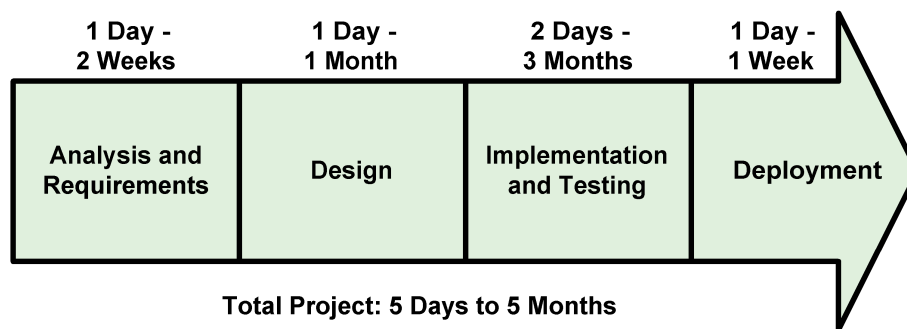 1 Day -
2 Weeks
1 Day -
1 Month
2 Days -
3 Months
1 Day -
1 Week
Analysis and
Requirements
Design
Implementation
and Testing
Deployment
Total Project: 5 Days to 5 Months